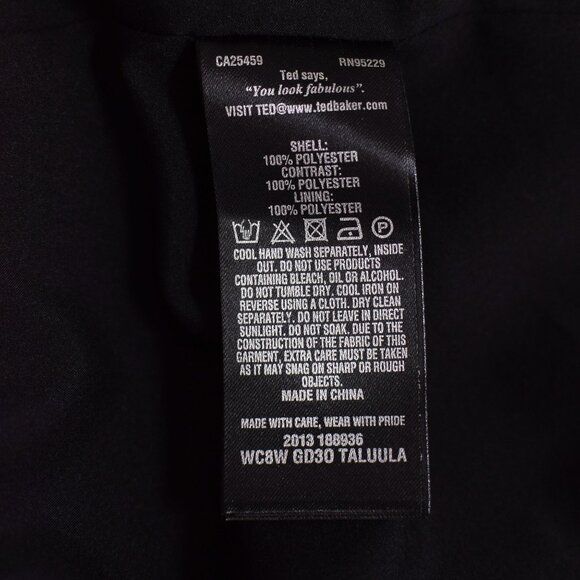 CA25459 RN95229
Ted says,
"You look fabulous".
VISIT TED@www.tedbaker.com
SHELL:
100% POLYESTER
CONTRAST:
100% POLYESTER
LINING:
100% POLYESTER
COOL HAND WASH SEPARATELY, INSIDE
OUT. DO NOT USE PRODUCTS
CONTAINING BLEACH, OIL OR ALCOHOL.
DO NOT TUMBLE DRY. COOL IRON ON
REVERSE USING A CLOTH. DRY CLEAN
SEPARATELY. DO NOT LEAVE IN DIRECT
SUNLIGHT. DO NOT SOAK. DUE TO THE
CONSTRUCTION OF THE FABRIC OF THIS
GARMENT, EXTRA CARE MUST BE TAKEN
AS IT MAY SNAG ON SHARP OR ROUGH
OBJECTS.
MADE IN CHINA
MADE WITH CARE, WEAR WITH PRIDE
2013 188936
WC8W GD30 TALUULA